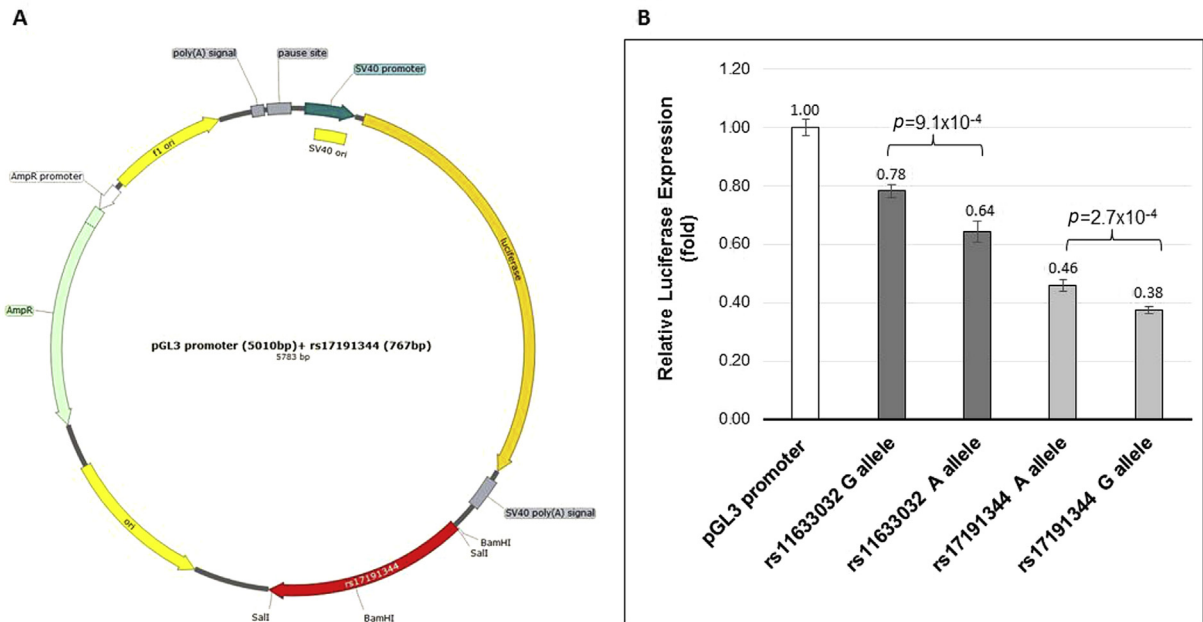 A
poly(A) signal
pause site
SV40 promoter
f1 ori
SV40 ori
AmpR promoter
luciferase
AmpR
pGL3 promoter (5010bp)+ rs17191344 (767bp)
5783 bp
ori
SV40 poly(A) signal
BamHI
SalI
rs17191344
SalI
BamHI
B
Relative Luciferase Expression
(fold)
1.20
1.00
0.80
0.60
0.40
0.20
0.00
1.00
p=9.1x10-4
0.78
0.64
p=2.7x10-4
0.46
0.38
pGL3 promoter
rs11633032 G allele
rs11633032 A allele
rs17191344 A allele
rs17191344 G allele